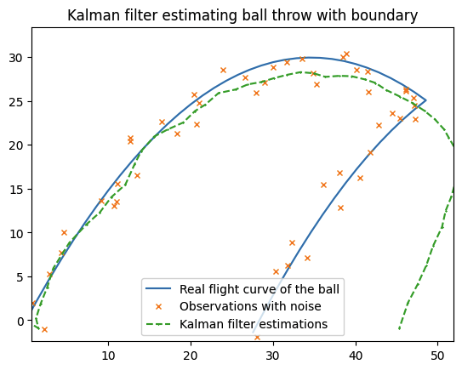 Kalman filter estimating ball throw with boundary
30
25
20
15
10
5
0
Real flight curve of the ball
Observations with noise
Kalman filter estimations
10 20 30 40 50